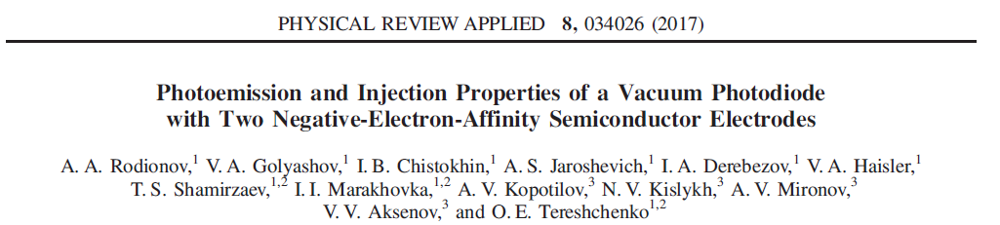 PHYSICAL REVIEW APPLIED 8, 034026 (2017)
Photoemission and Injection Properties of a Vacuum Photodiode
with Two Negative-Electron-Affinity Semiconductor Electrodes
A. A. Rodionov,1 V. A. Golyashov,1 I. B. Chistokhin,1 A. S. Jaroshevich,1 I. A. Derebezov,1 V. A. Haisler,1
T. S. Shamirzaev,1,2 I. I. Marakhovka,1,2 A. V. Kopotilov,3 N. V. Kislykh,3 A. V. Mironov,3
V. V. Aksenov,3 and O. E. Tereshchenko1,2